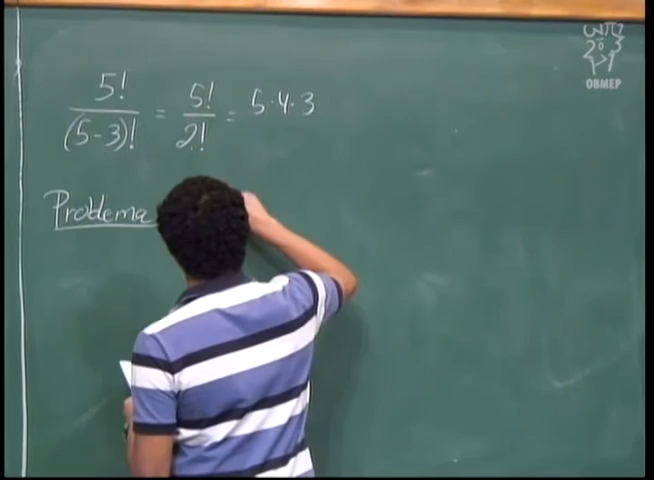 5!/(5-3)! = 5!/2! = 5·4·3
Problema
OBMEP